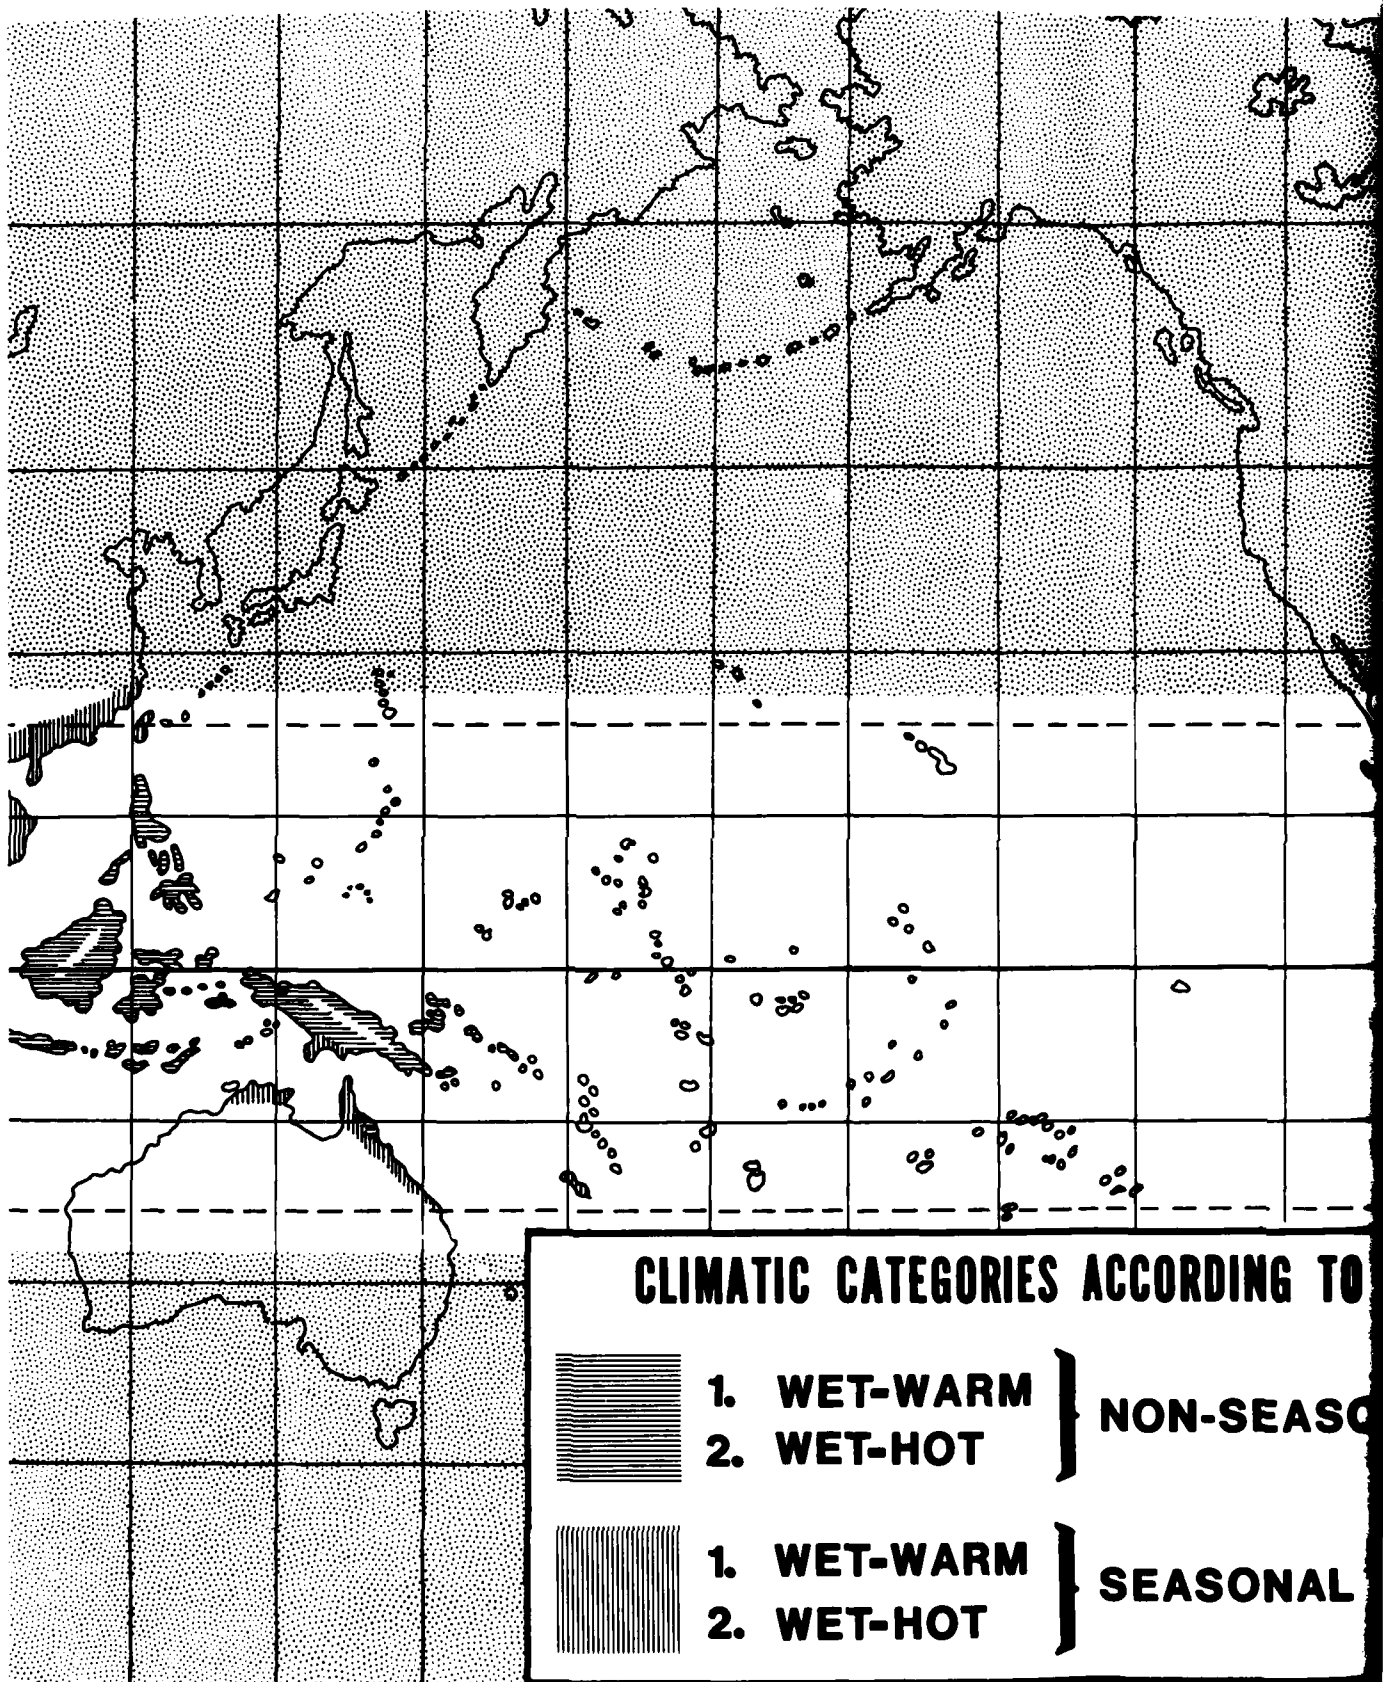 CLIMATIC CATEGORIES ACCORDING TO
1. WET-WARM
2. WET-HOT
NON-SEASO
1. WET-WARM
2. WET-HOT
SEASONAL